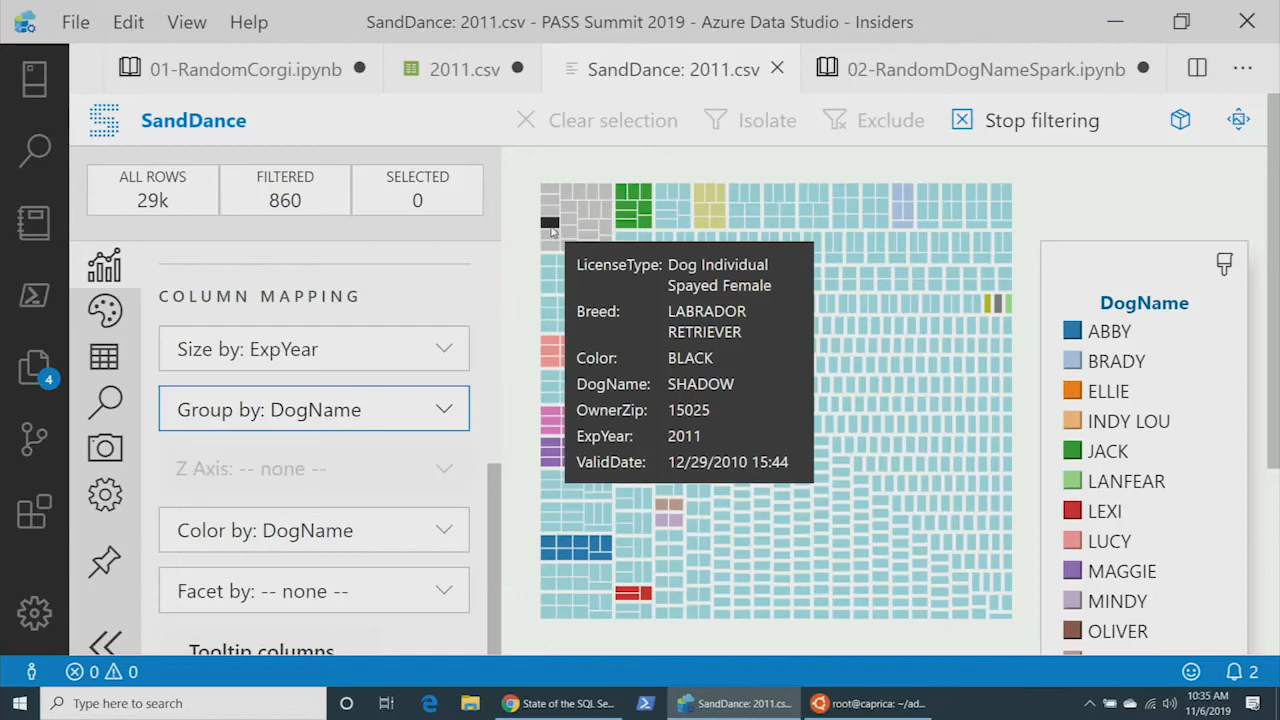 File Edit View Help SandDance: 2011.csv - PASS Summit 2019 - Azure Data Studio - Insiders
01-RandomCorgi.ipynb 2011.csv SandDance: 2011.csv 02-RandomDogNameSpark.ipynb
SandDance Clear selection Isolate Exclude Stop filtering
ALL ROWS FILTERED SELECTED
29k 860 0
COLUMN MAPPING
Size by: ExpYear
Group by: DogName
Z Axis: -- none --
Color by: DogName
Facet by: -- none --
Tooltip columns
LicenseType: Dog Individual
Spayed Female
Breed: LABRADOR
RETRIEVER
Color: BLACK
DogName: SHADOW
OwnerZip: 15025
ExpYear: 2011
ValidDate: 12/29/2010 15:44
DogName
ABBY
BRADY
ELLIE
INDY LOU
JACK
LANFEAR
LEXI
LUCY
MAGGIE
MINDY
OLIVER
4
0 0 2
Type here to search State of the SQL Se... SandDance: 2011.cs... root@caprica: ~/ad... 10:35 AM
11/6/2019